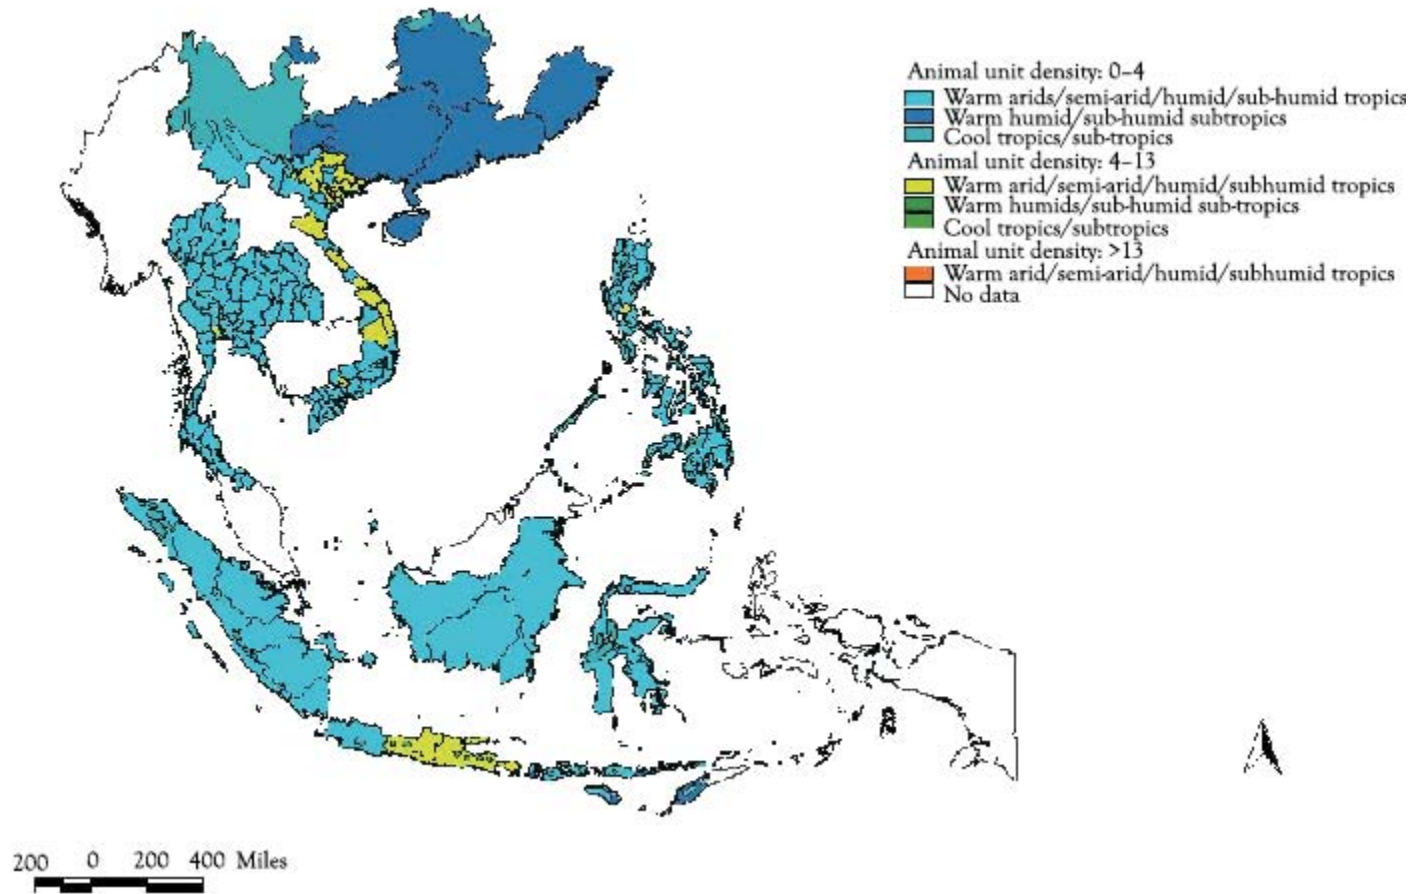 Animal unit density: 0–4
Warm arids/semi-arid/humid/sub-humid tropics
Warm humid/sub-humid subtropics
Cool tropics/sub-tropics
Animal unit density: 4–13
Warm arid/semi-arid/humid/subhumid tropics
Warm humids/sub-humid sub-tropics
Cool tropics/subtropics
Animal unit density: >13
Warm arid/semi-arid/humid/subhumid tropics
No data
200 0 200 400 Miles